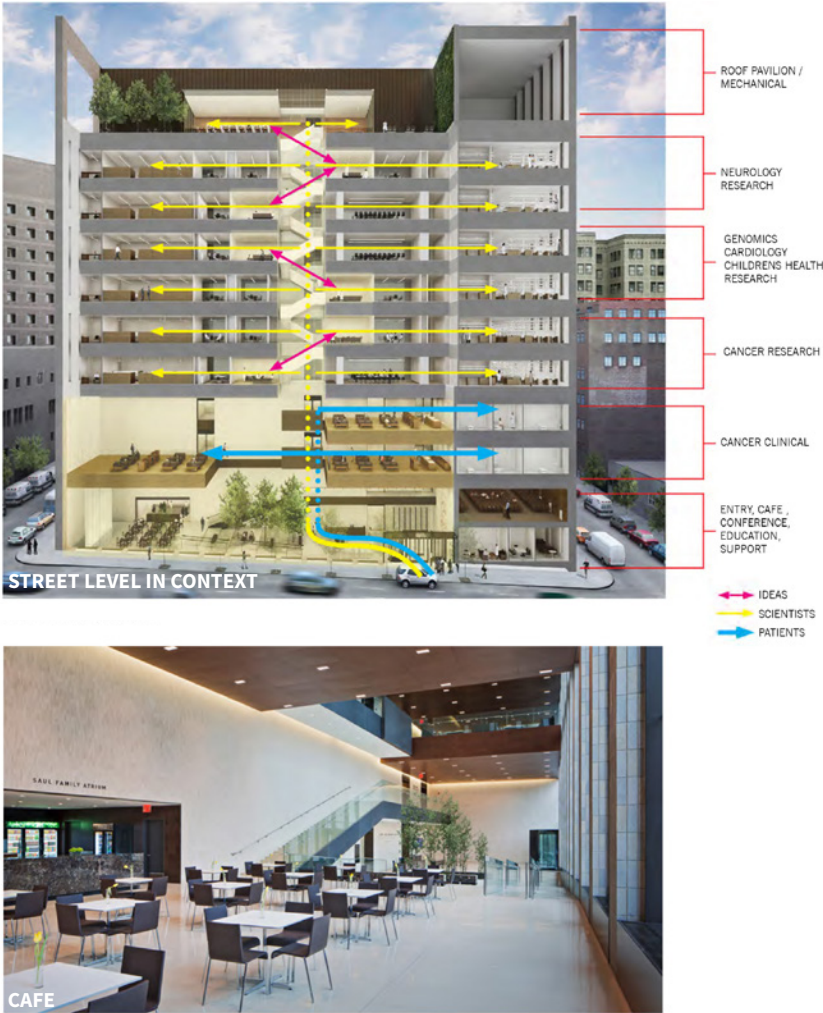 ROOF PAVILION /
MECHANICAL
NEUROLOGY
RESEARCH
GENOMICS
CARDIOLOGY
CHILDRENS HEALTH
RESEARCH
CANCER RESEARCH
CANCER CLINICAL
ENTRY, CAFE ,
CONFERENCE,
EDUCATION,
SUPPORT
STREET LEVEL IN CONTEXT
IDEAS
SCIENTISTS
PATIENTS
SAUL FAMILY ATRIUM
CAFE